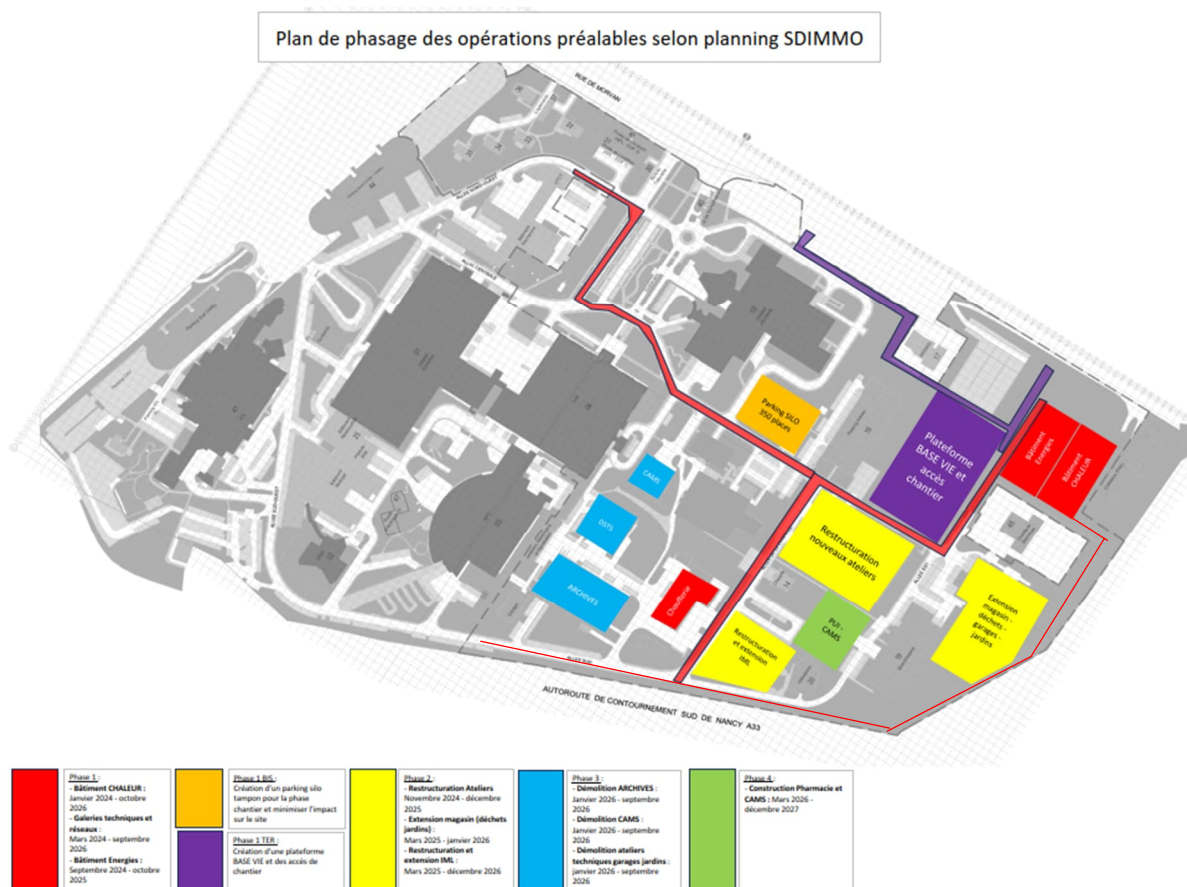 Plan de phasage des opérations préalables selon planning SDIMMO
RUE DE MORVAN
ALLEE CENTRALE
Parking SILO
350 places
Plateforme
BASE VIE et
accès
chantier
Bâtiment
Energies
Bâtiment
CHALEUR
CAMS
DSTS
ARCHIVES
Chaufferie
Restructuration
nouveaux ateliers
PUI -
CAMS
Restructuration
et extension
IML
Extension
magasin -
déchets -
garages -
jardins
ALLEE SUD
AUTOROUTE DE CONTOURNEMENT SUD DE NANCY A33
Phase 1 :
- Bâtiment CHALEUR :
Janvier 2024 - octobre
2026
- Galeries techniques et
réseaux :
Mars 2024 - septembre
2026
- Bâtiment Energies :
Septembre 2024 - octobre
2025
Phase 1 BIS :
Création d'un parking silo
tampon pour la phase
chantier et minimiser l'impact
sur le site
Phase 1 TER :
Création d'une plateforme
BASE VIE et des accès de
chantier
Phase 2 :
- Restructuration Ateliers
Novembre 2024 - décembre
2025
- Extension magasin (déchets
jardins) :
Mars 2025 - janvier 2026
- Restructuration et
extension IML :
Mars 2025 - décembre 2026
Phase 3 :
- Démolition ARCHIVES :
Janvier 2026 - septembre
2026
- Démolition CAMS :
Janvier 2026 - septembre
2026
- Démolition ateliers
techniques garages jardins :
janvier 2026 - septembre
2026
Phase 4 :
- Construction Pharmacie et
CAMS : Mars 2026 -
décembre 2027